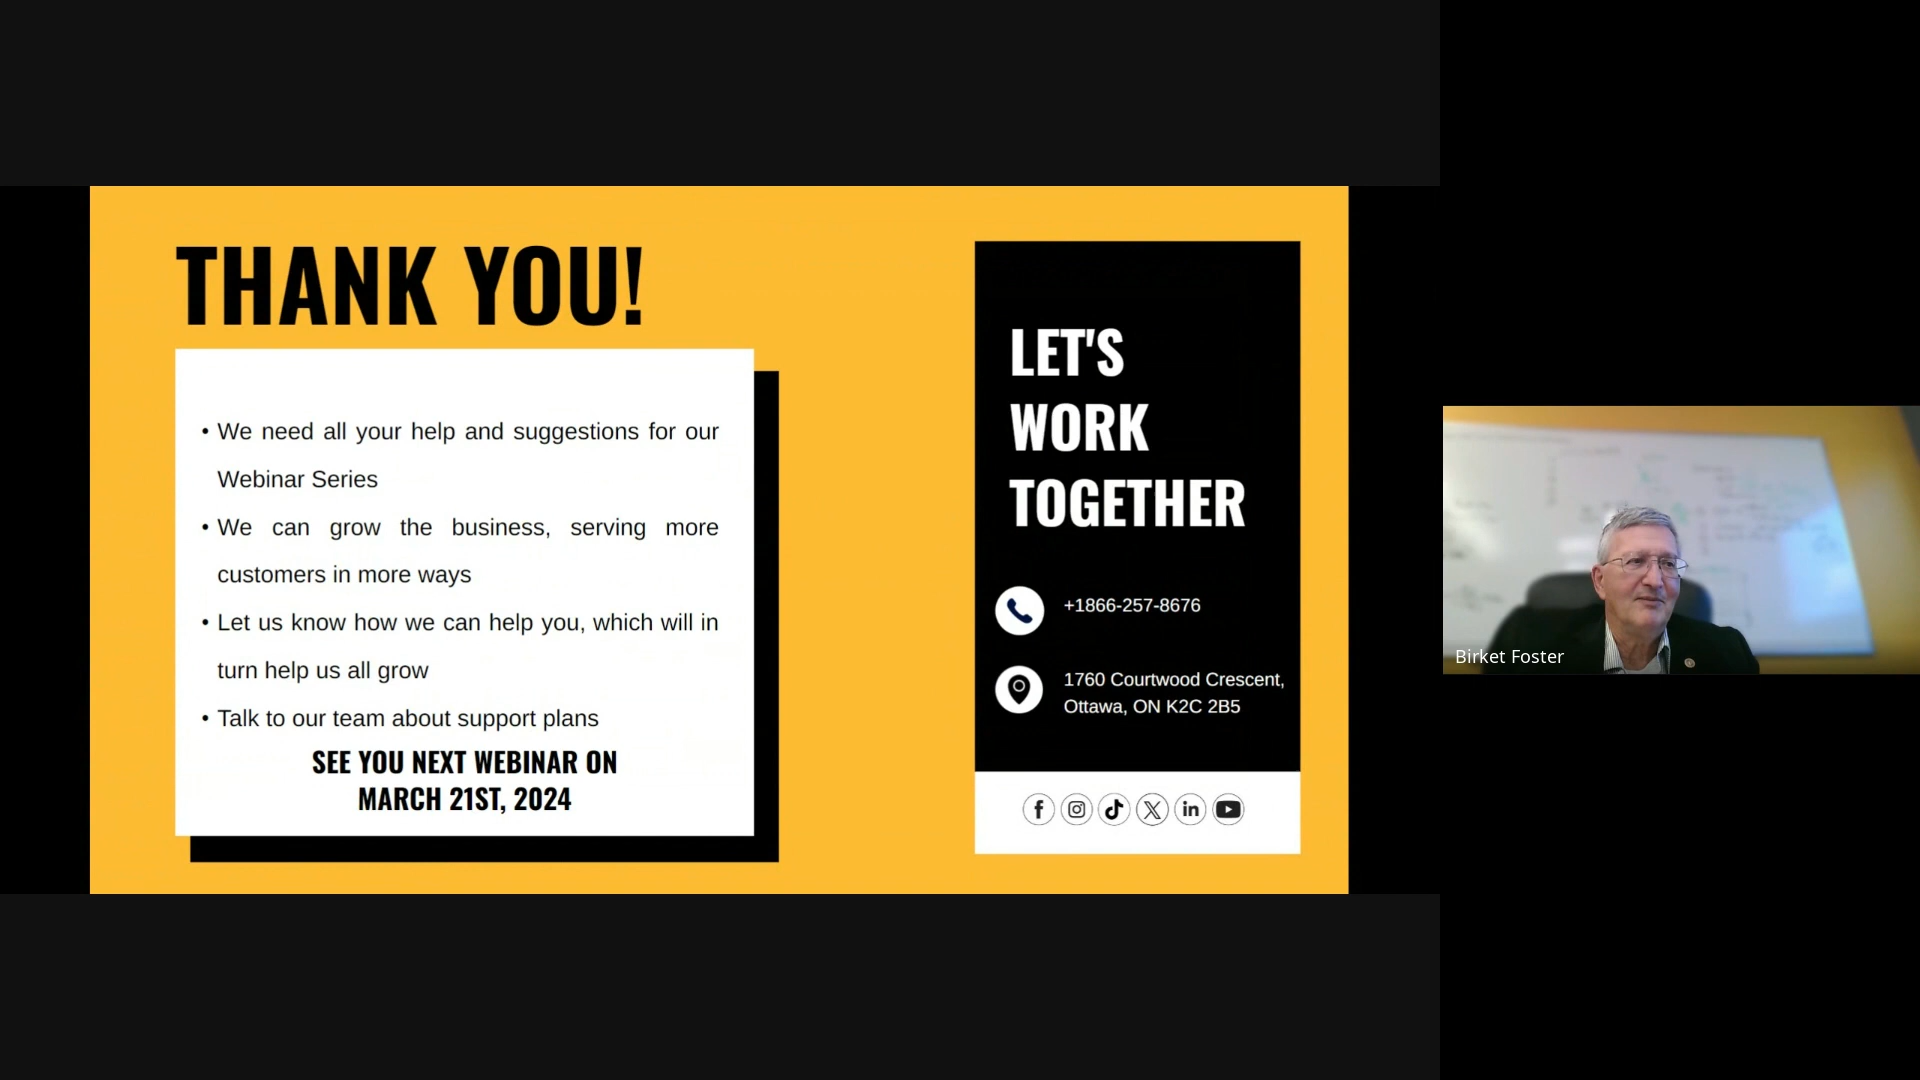 THANK YOU!
• We need all your help and suggestions for our
Webinar Series
• We can grow the business, serving more
customers in more ways
• Let us know how we can help you, which will in
turn help us all grow
• Talk to our team about support plans
SEE YOU NEXT WEBINAR ON
MARCH 21ST, 2024
LET'S
WORK
TOGETHER
+1866-257-8676
1760 Courtwood Crescent,
Ottawa, ON K2C 2B5
Birket Foster